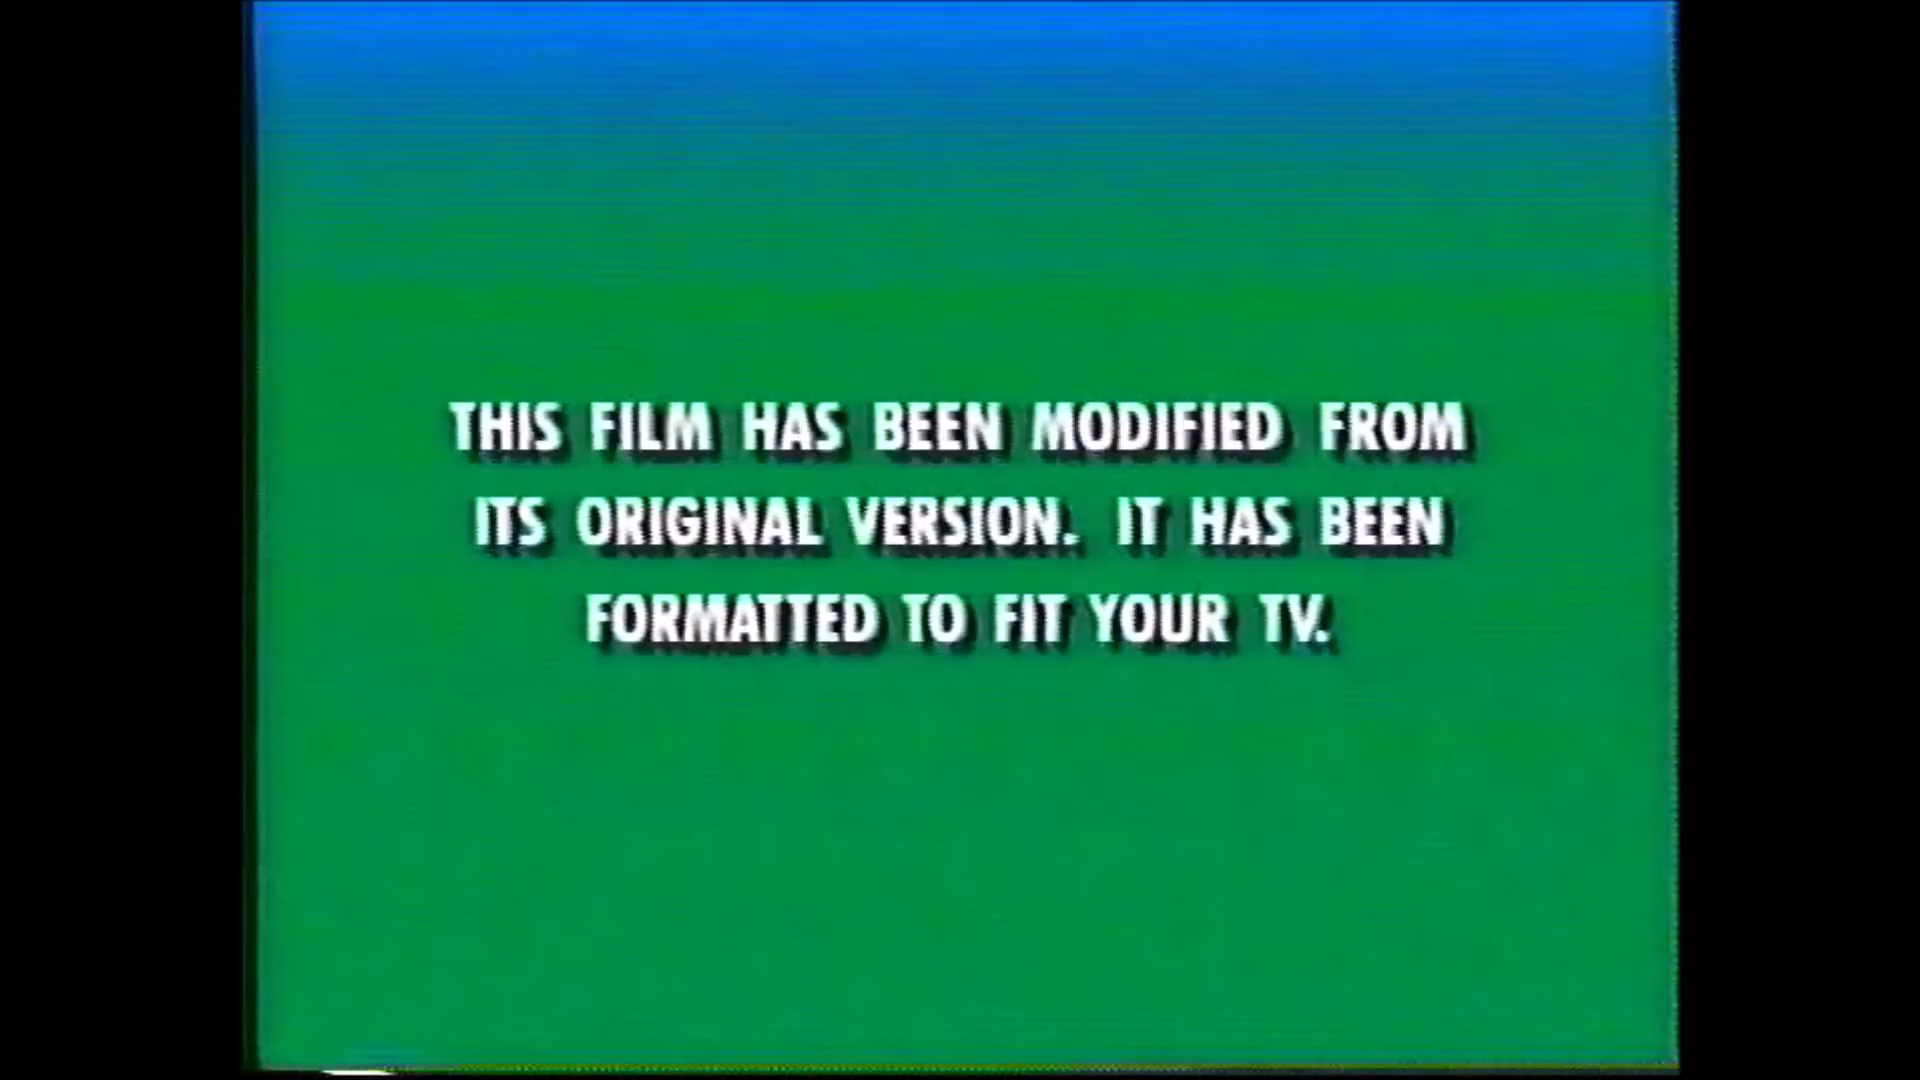 THIS FILM HAS BEEN MODIFIED FROM
ITS ORIGINAL VERSION. IT HAS BEEN
FORMATTED TO FIT YOUR TV.